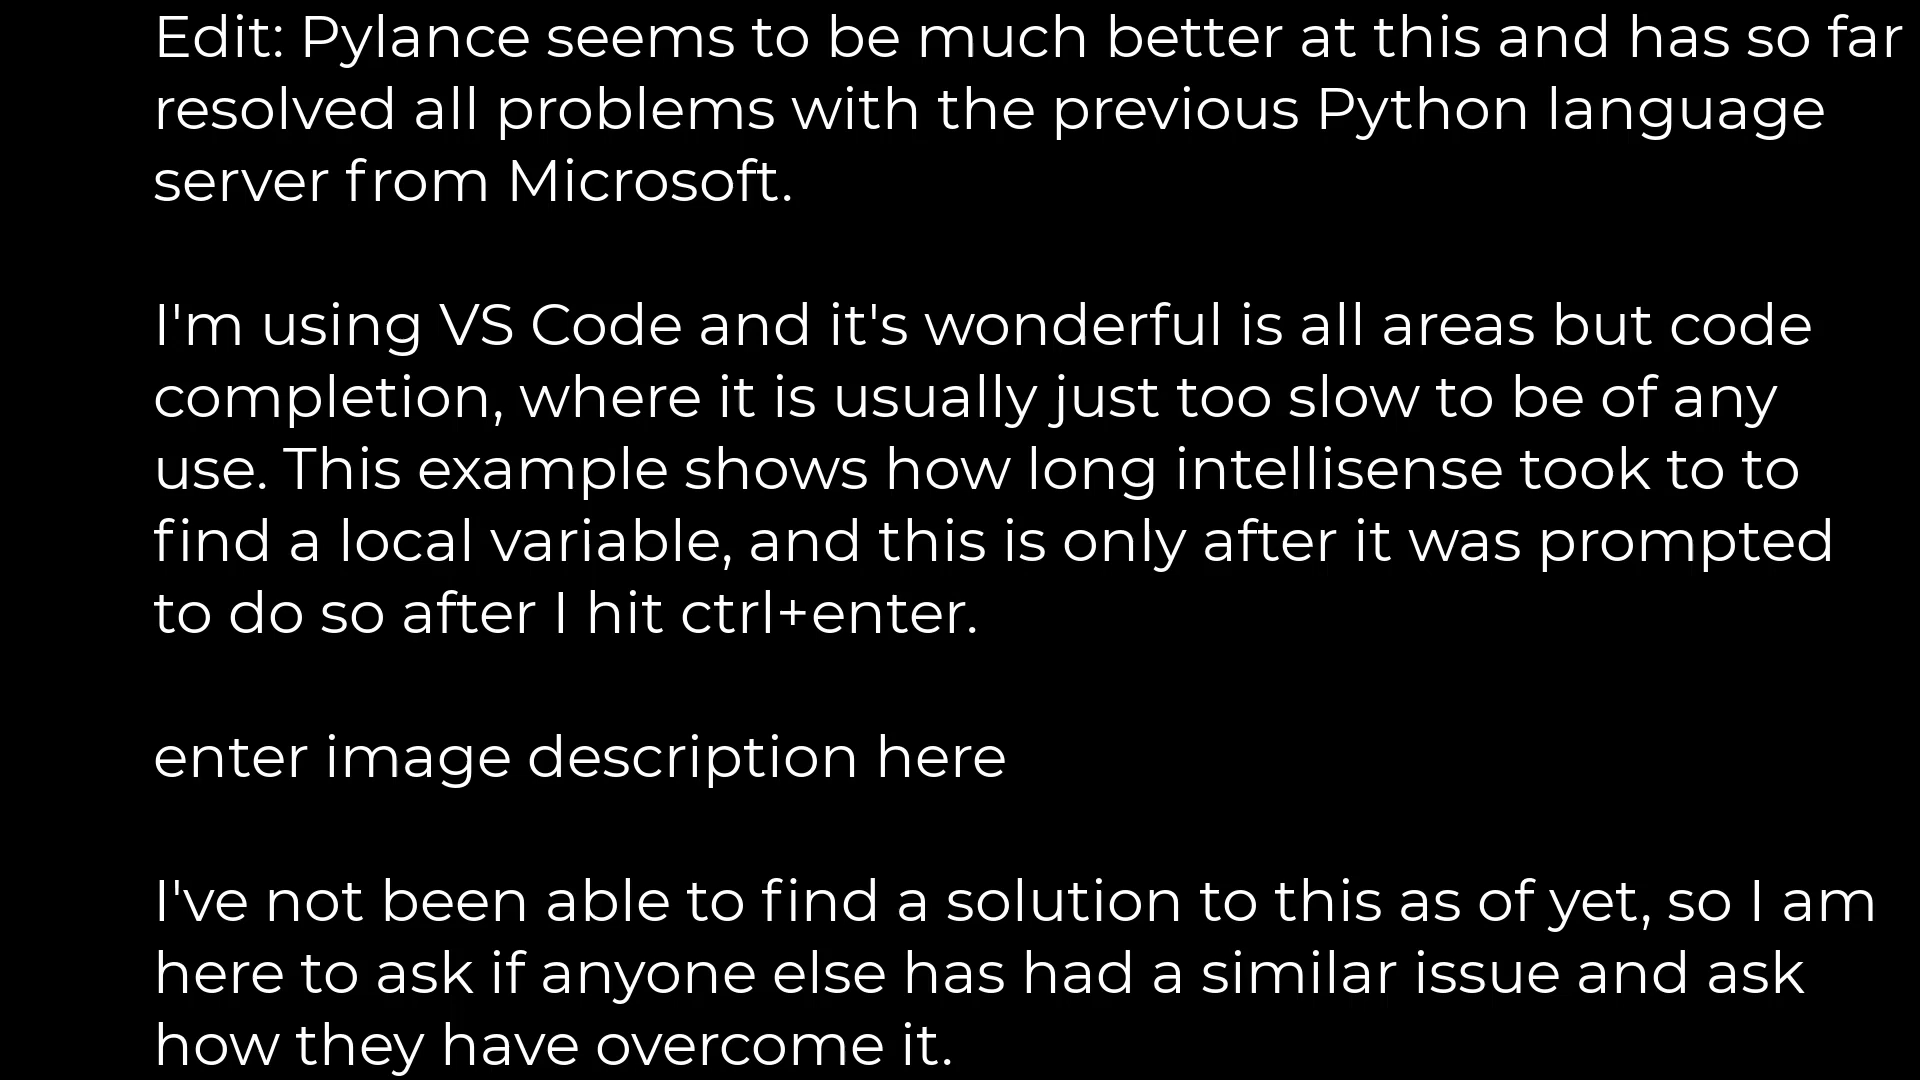 Edit: Pylance seems to be much better at this and has so far
resolved all problems with the previous Python language
server from Microsoft.
I'm using VS Code and it's wonderful is all areas but code
completion, where it is usually just too slow to be of any
use. This example shows how long intellisense took to to
find a local variable, and this is only after it was prompted
to do so after I hit ctrl+enter.
enter image description here
I've not been able to find a solution to this as of yet, so I am
here to ask if anyone else has had a similar issue and ask
how they have overcome it.